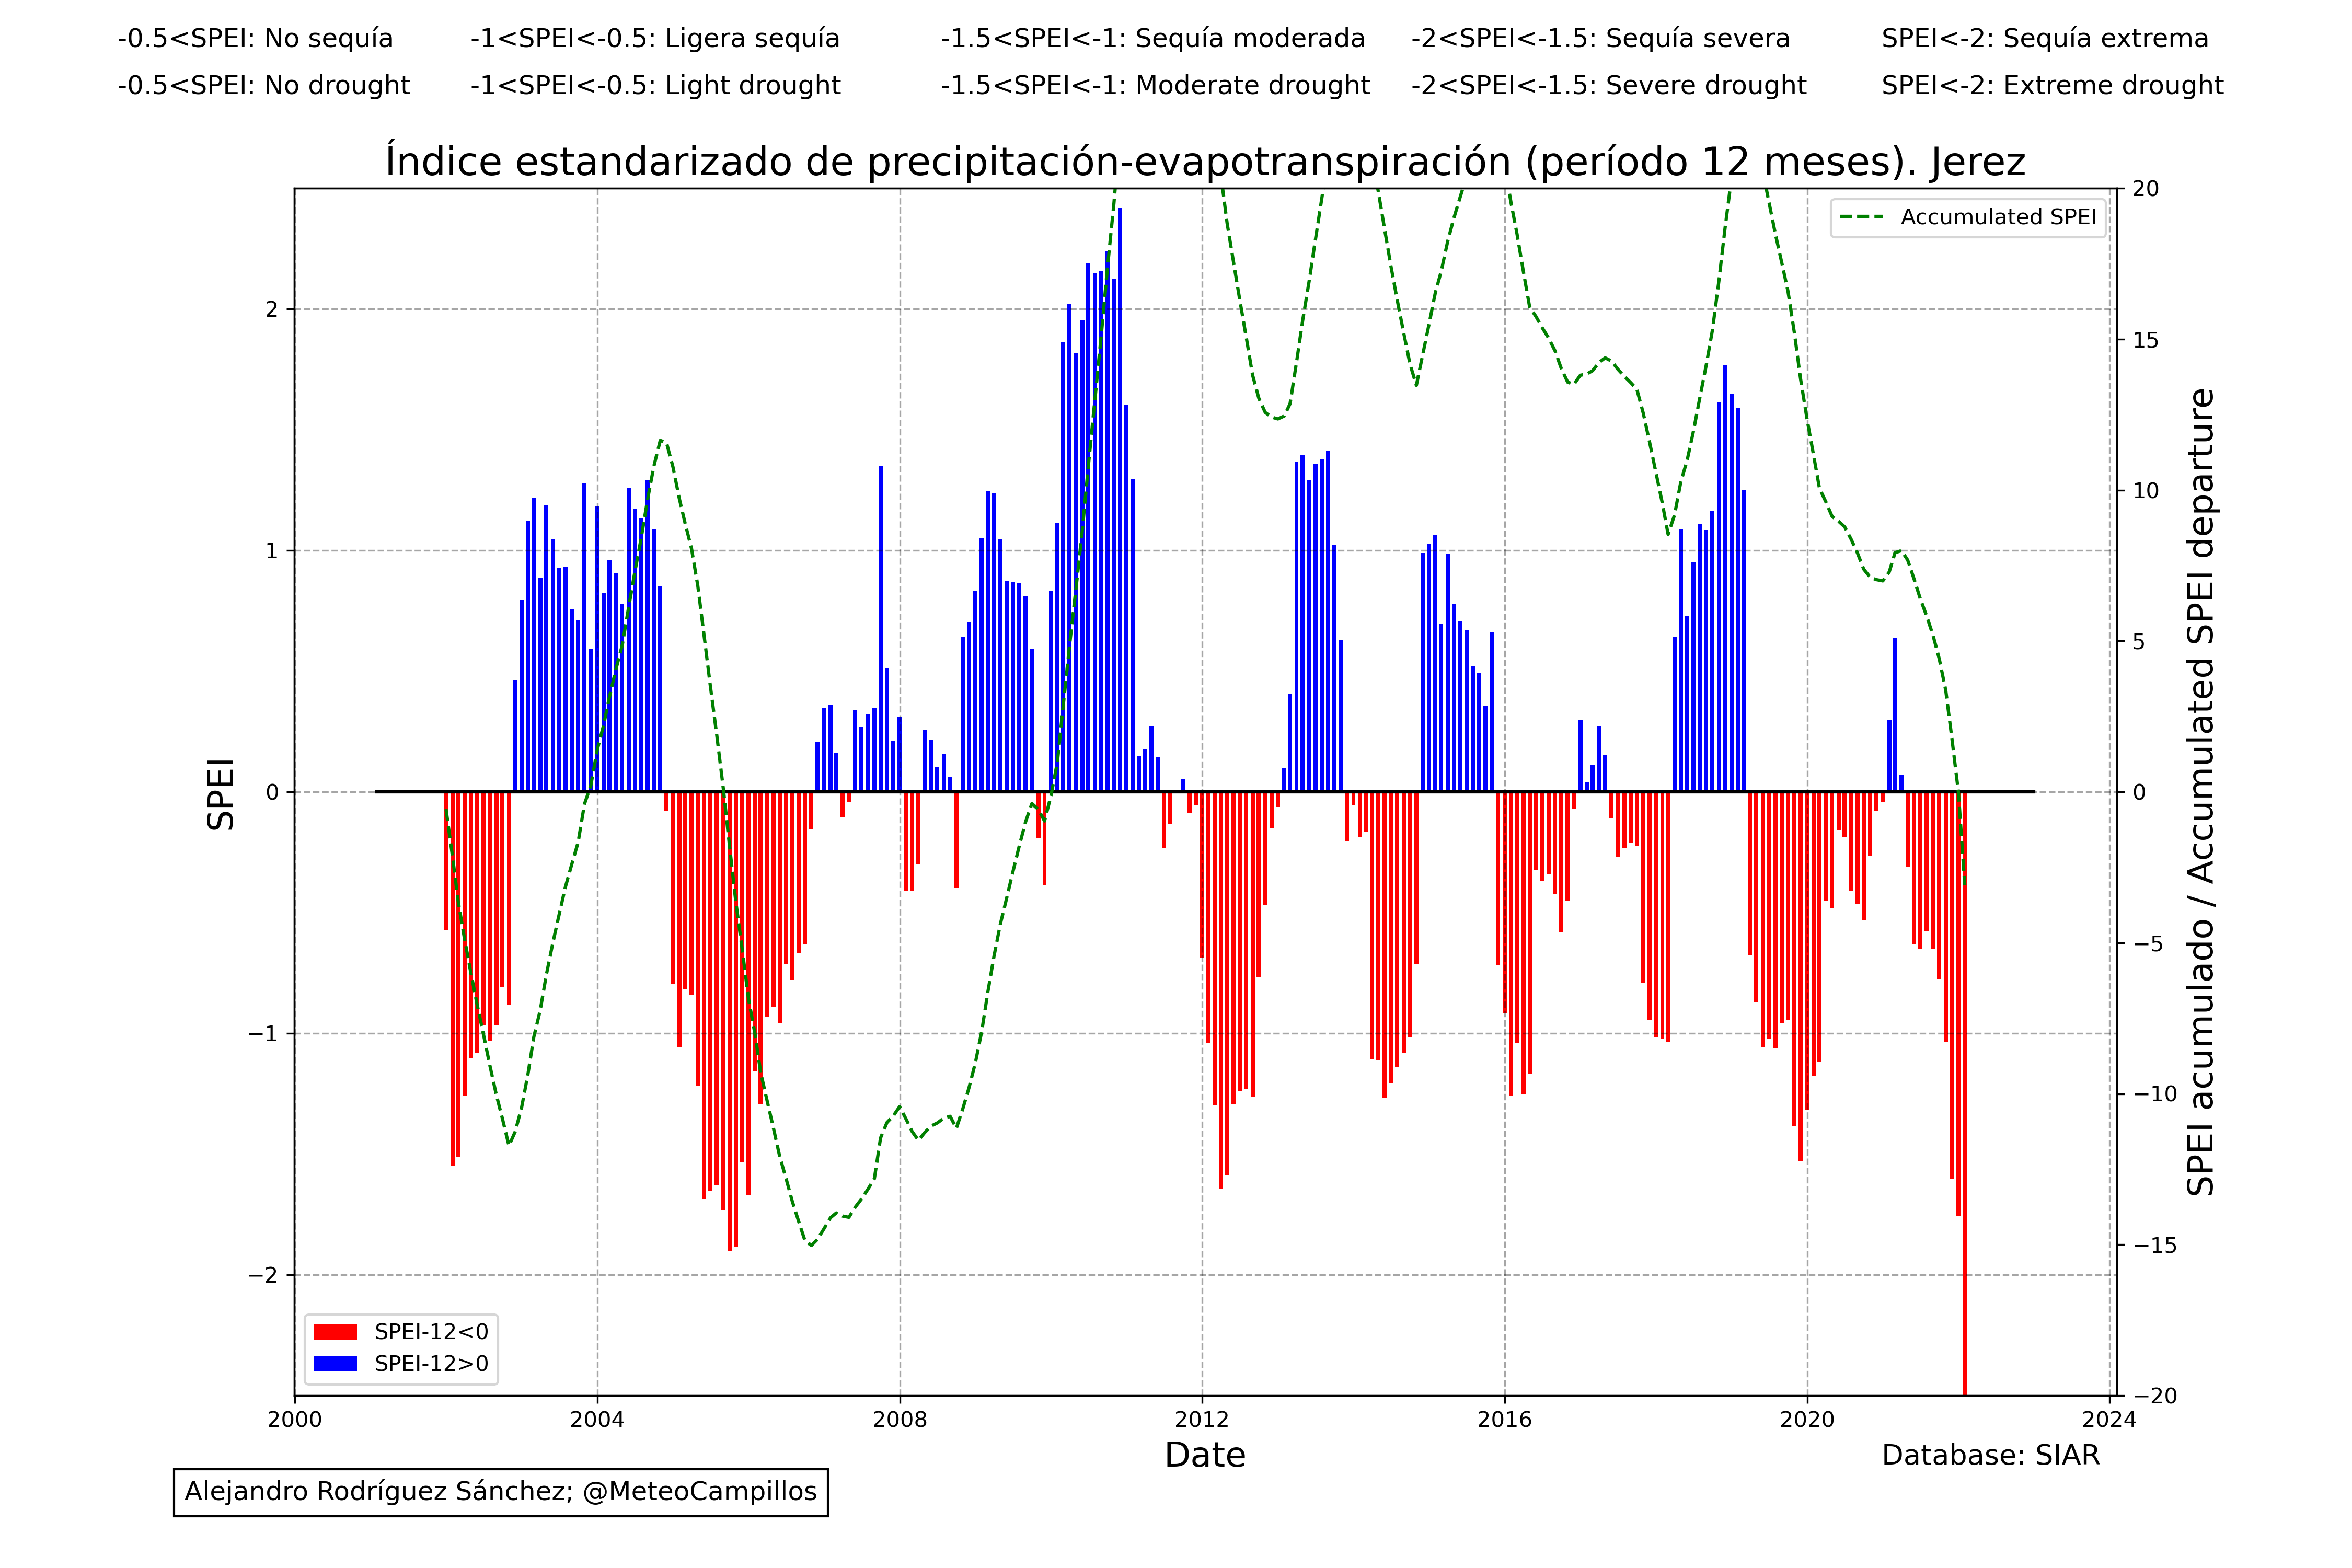 -0.5<SPEI: No sequía
-1<SPEI<-0.5: Ligera sequía
-1.5<SPEI<-1: Sequía moderada
-2<SPEI<-1.5: Sequía severa
SPEI<-2: Sequía extrema
-0.5<SPEI: No drought
-1<SPEI<-0.5: Light drought
-1.5<SPEI<-1: Moderate drought
-2<SPEI<-1.5: Severe drought
SPEI<-2: Extreme drought
Índice estandarizado de precipitación-evapotranspiración (período 12 meses). Jerez
Accumulated SPEI
SPEI
2
1
0
−1
−2
20
15
10
5
0
−5
−10
−15
−20
SPEI acumulado / Accumulated SPEI departure
SPEI-12<0
SPEI-12>0
2000
2004
2008
2012
2016
2020
2024
Date
Database: SIAR
Alejandro Rodríguez Sánchez; @MeteoCampillos